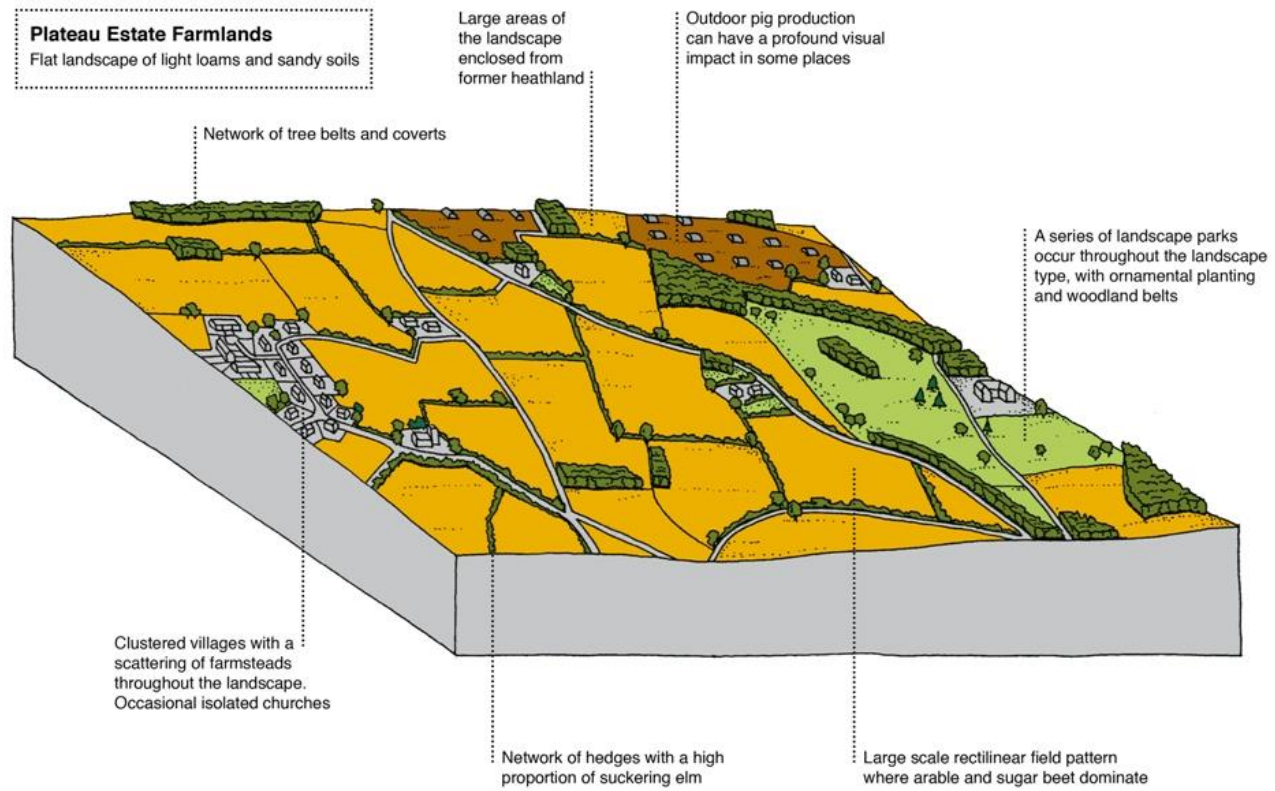 Plateau Estate Farmlands
Flat landscape of light loams and sandy soils
Large areas of
the landscape
enclosed from
former heathland
Outdoor pig production
can have a profound visual
impact in some places
Network of tree belts and coverts
A series of landscape parks
occur throughout the landscape
type, with ornamental planting
and woodland belts
Clustered villages with a
scattering of farmsteads
throughout the landscape.
Occasional isolated churches
Network of hedges with a high
proportion of suckering elm
Large scale rectilinear field pattern
where arable and sugar beet dominate